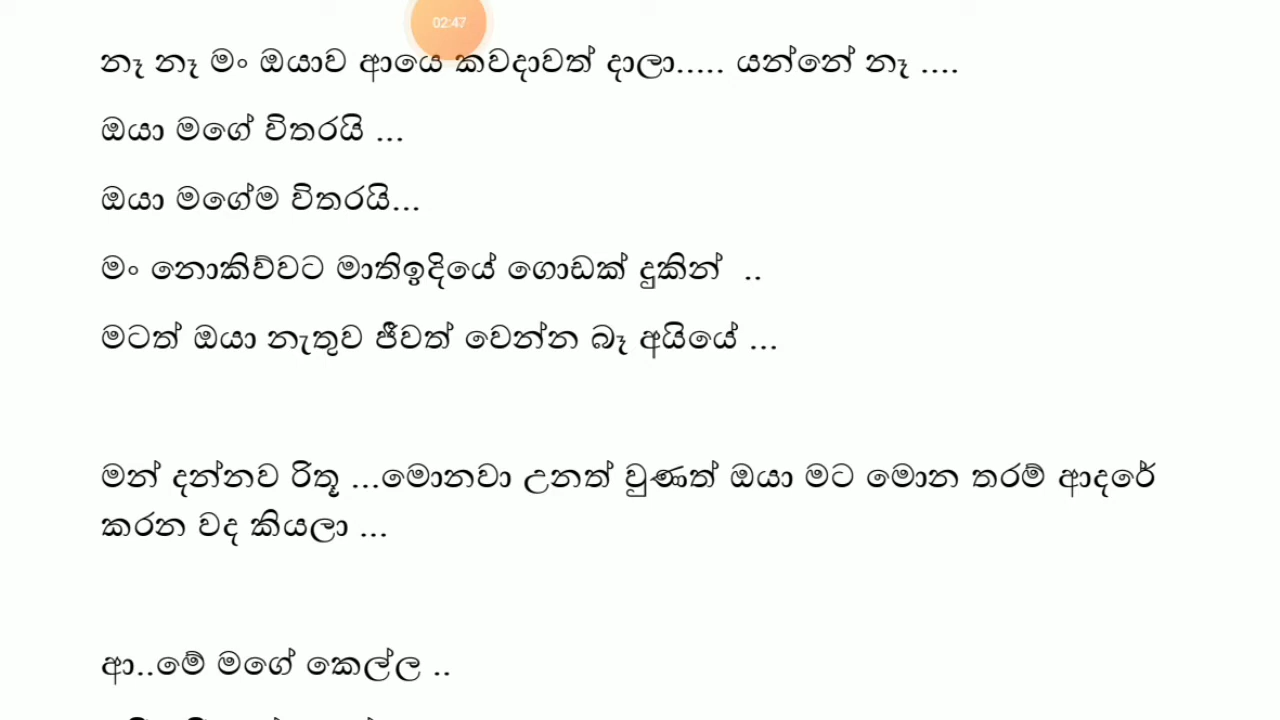 02:47
නෑ නෑ මං ඔයාව ආයෙ කවදාවත් දාලා..... යන්නේ නෑ ....
ඔයා මගේ විතරයි ...
ඔයා මගේම විතරයි...
මං නොකිව්වට මාතිඉදියේ ගොඩක් දුකින්  ..
මටත් ඔයා නැතුව ජීවත් වෙන්න බෑ අයියේ ...
මන් දන්නව රිතූ ...මොනවා උනත් වුණත් ඔයා මට මොන තරම් ආදරේ
කරන වද කියලා ...
ආ..මේ මගේ කෙල්ල ..